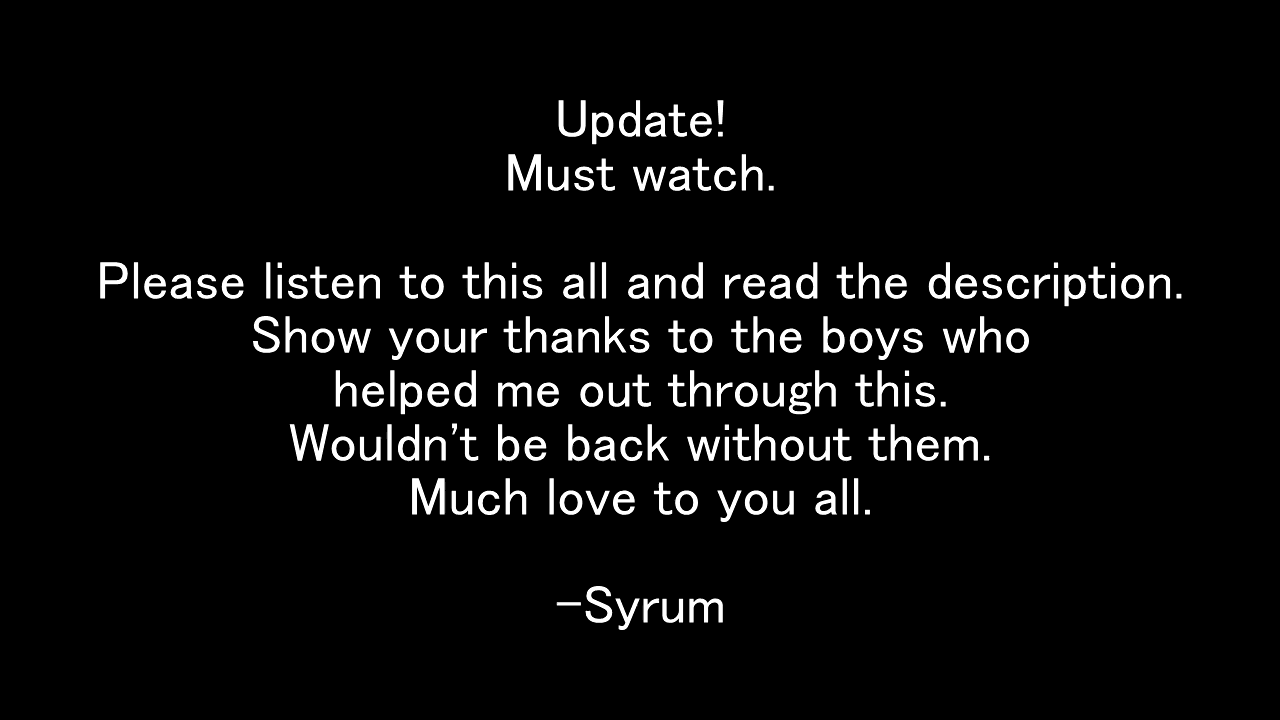 Update!
Must watch.
Please listen to this all and read the description.
Show your thanks to the boys who
helped me out through this.
Wouldn't be back without them.
Much love to you all.
-Syrum